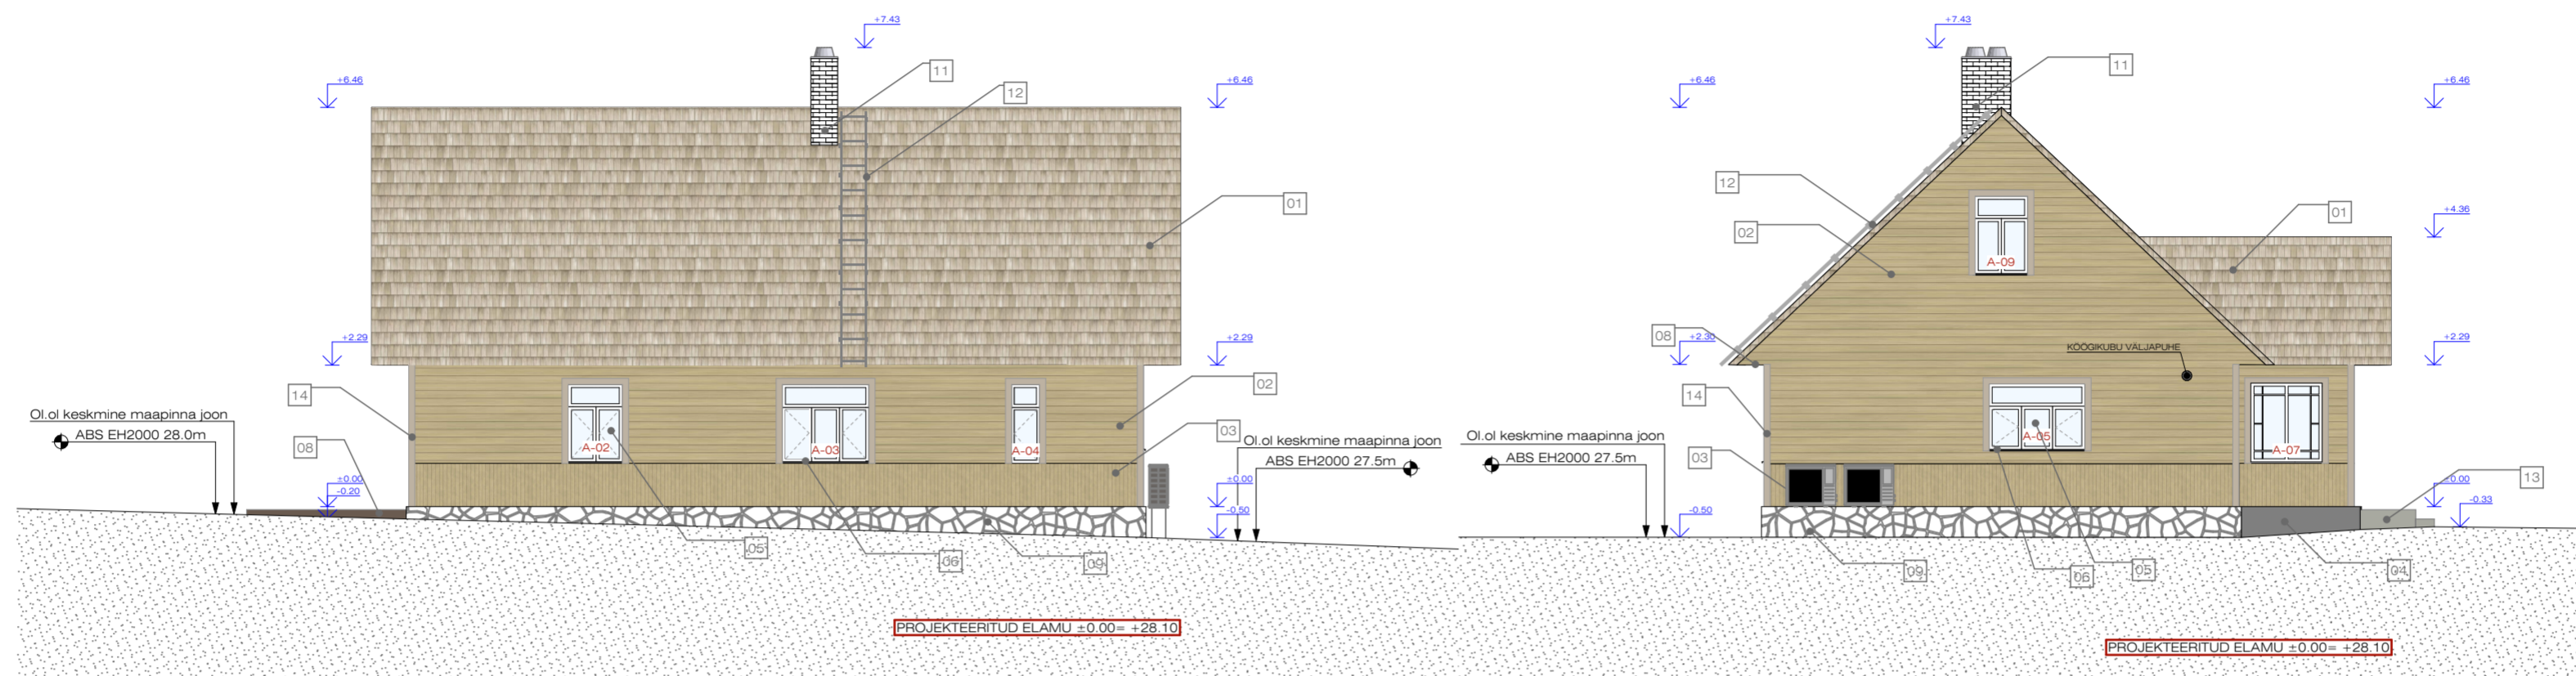 +7.43
+6.46
11
12
+6.46
01
+2.29
+2.29
14
02
Ol.ol keskmine maapinna joon
ABS EH2000 28.0m
08
03
A-02
A-03
A-04
Ol.ol keskmine maapinna joon
ABS EH2000 27.5m
±0.00
-0.20
±0.00
-0.50
05
06
09
PROJEKTEERITUD ELAMU ±0.00= +28.10
+7.43
+6.46
11
+6.46
12
02
01
+4.36
A-09
08
+2.30
KÖÖGIKUBU VÄLJAPUHE
+2.29
14
Ol.ol keskmine maapinna joon
ABS EH2000 27.5m
03
A-05
A-07
13
±0.00
-0.33
-0.50
09
06
05
04
PROJEKTEERITUD ELAMU ±0.00= +28.10